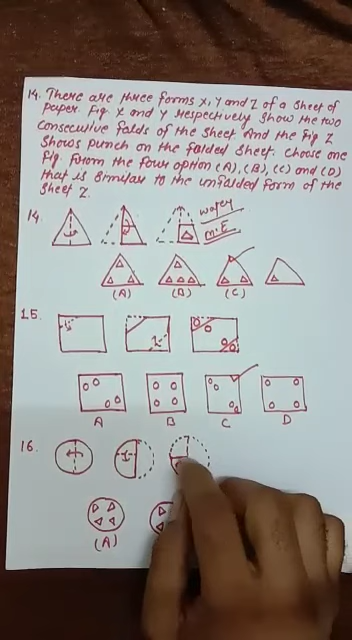 14. There are three forms X, Y and Z of a sheet of
paper. Fig. X and Y respectively show the two
Consecutive folds of the sheet and the fig Z
shows punch on the folded sheet. Choose one
fig. from the four option (A), (B), (C) and (D)
that is similar to the unfolded form of the
sheet Z.
14.
(A) (B) (C)
15.
A B C D
16.
(A)